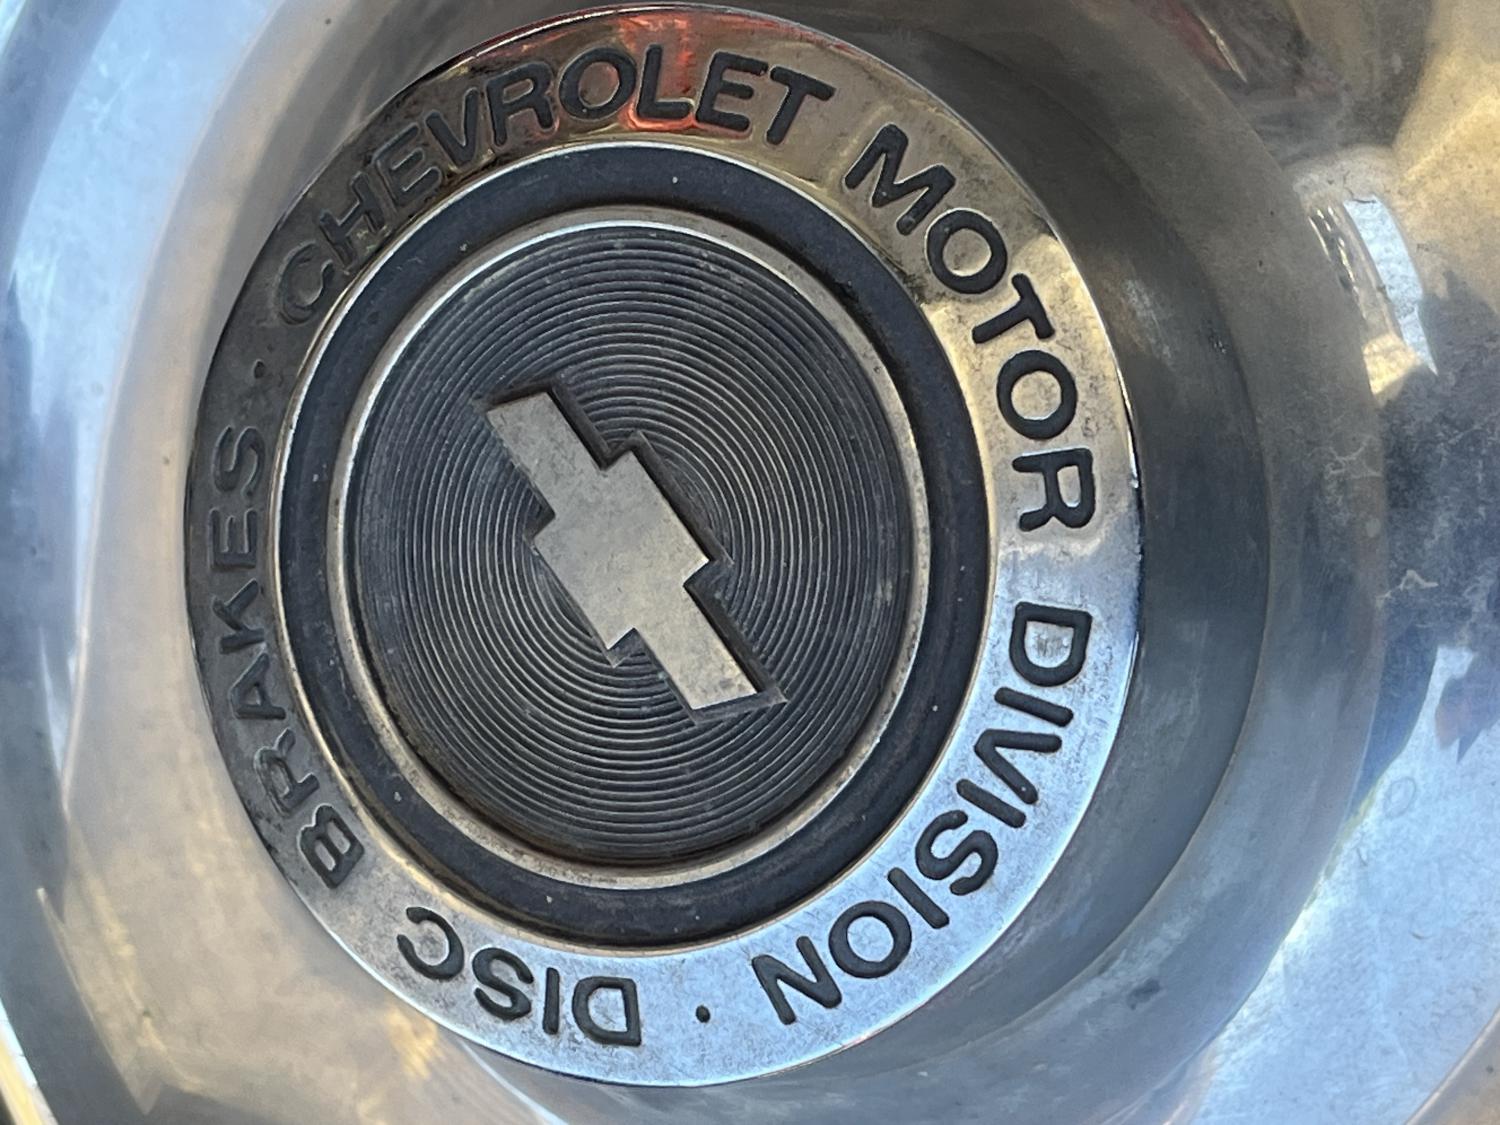 CHEVROLET MOTOR DIVISION · DISC BRAKES ·